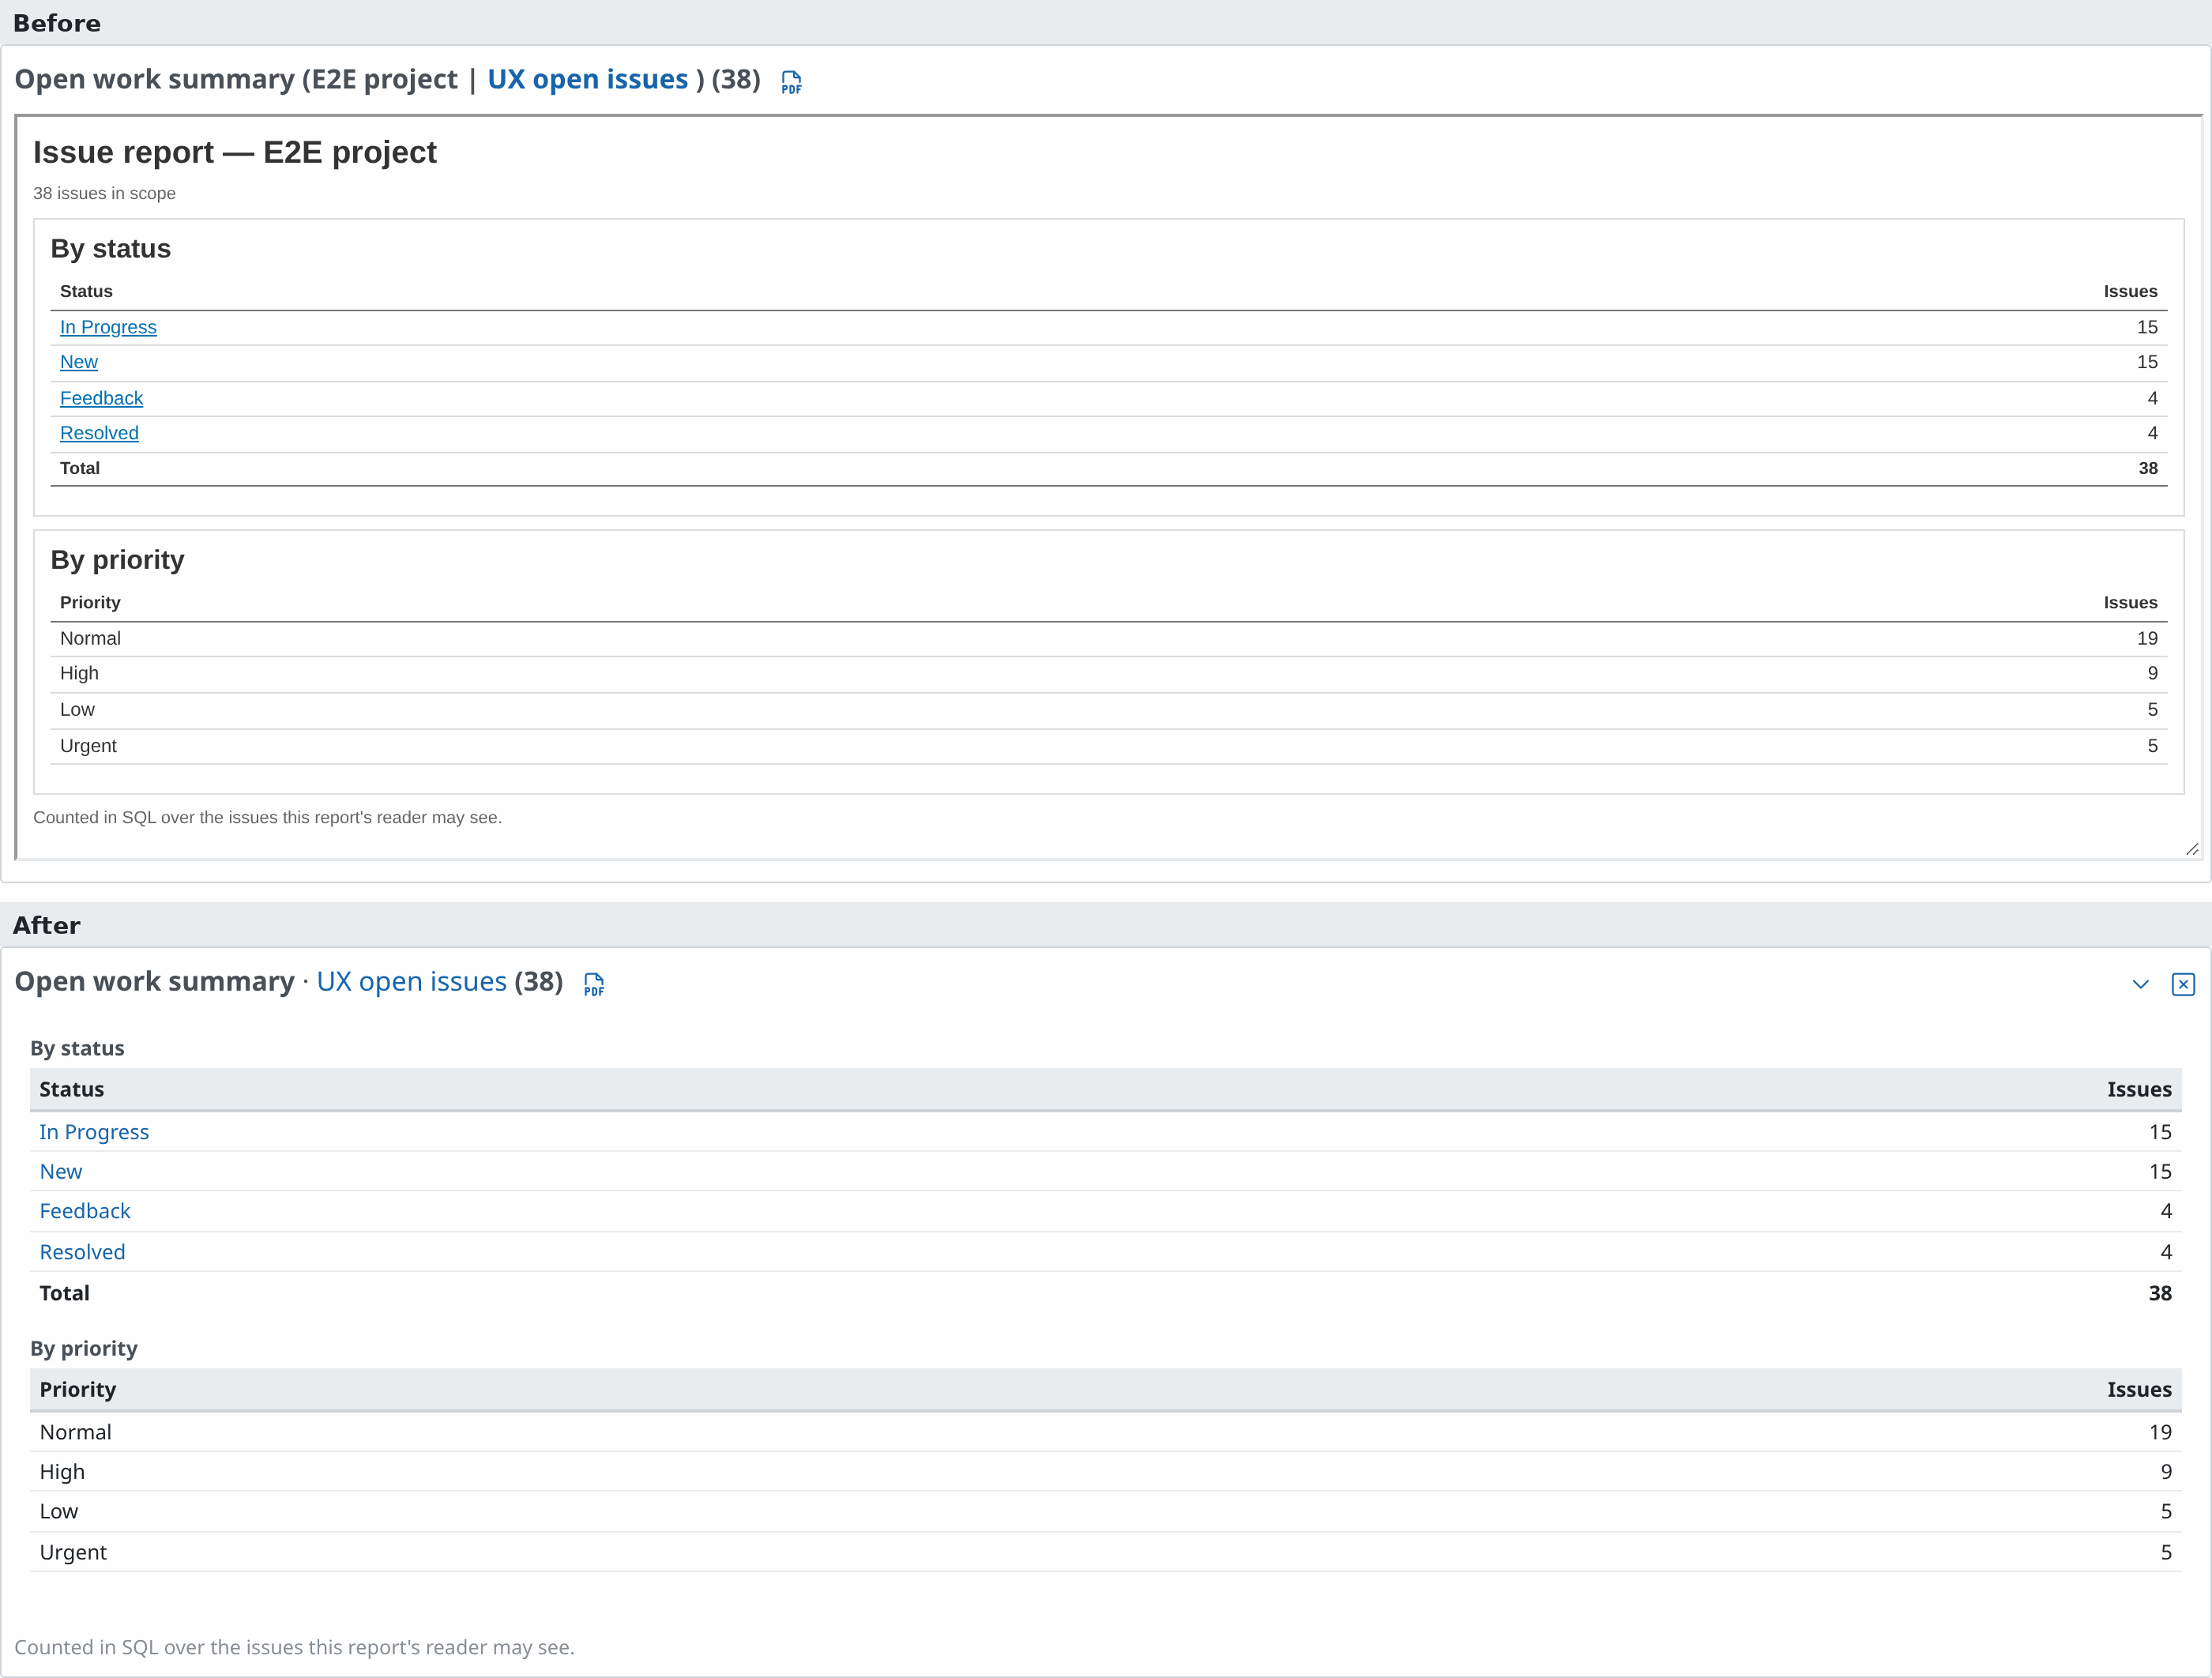 Before
Open work summary (E2E project | UX open issues ) (38) PDF
Issue report — E2E project
38 issues in scope
By status
Status Issues
In Progress 15
New 15
Feedback 4
Resolved 4
Total 38
By priority
Priority Issues
Normal 19
High 9
Low 5
Urgent 5
Counted in SQL over the issues this report's reader may see.
After
Open work summary · UX open issues (38) PDF
By status
Status Issues
In Progress 15
New 15
Feedback 4
Resolved 4
Total 38
By priority
Priority Issues
Normal 19
High 9
Low 5
Urgent 5
Counted in SQL over the issues this report's reader may see.